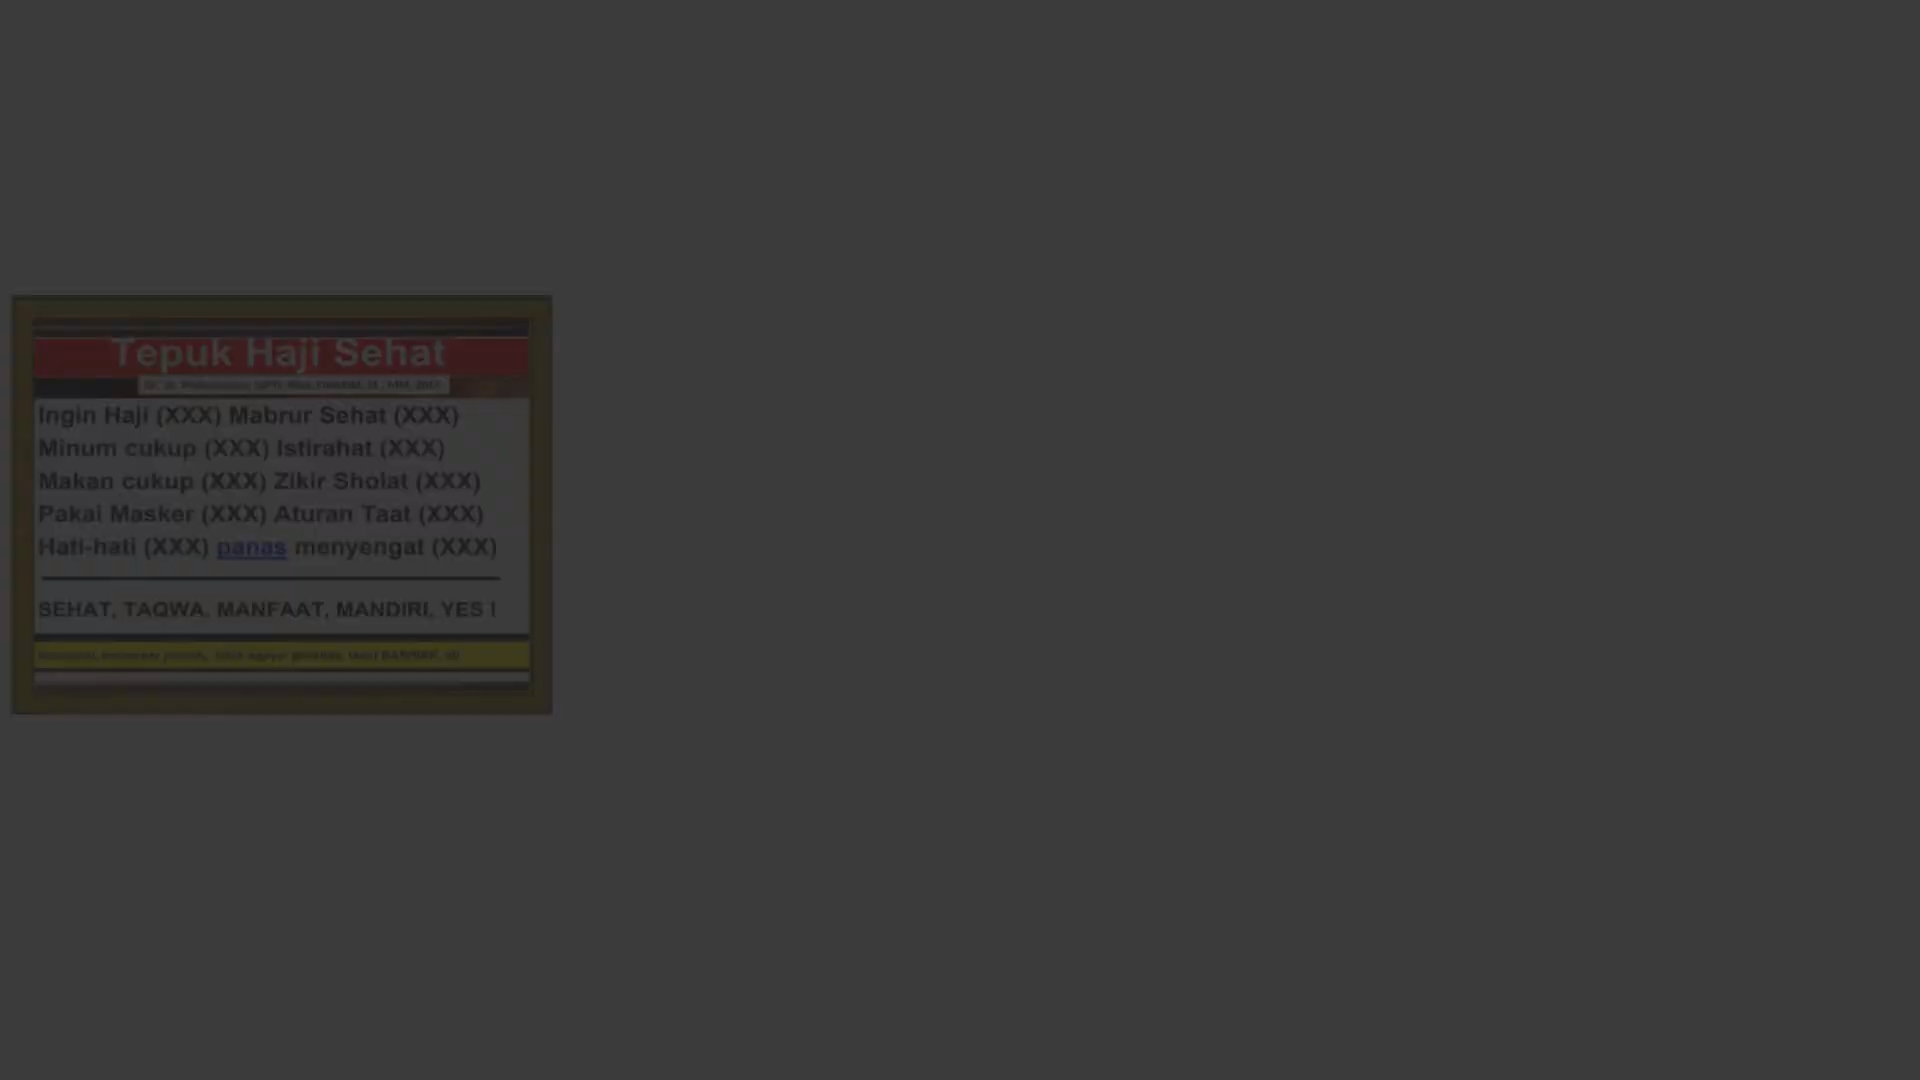 Tepuk Haji Sehat
Ingin Haji (XXX) Mabrur Sehat (XXX)
Minum cukup (XXX) Istirahat (XXX)
Makan cukup (XXX) Zikir Sholat (XXX)
Pakai Masker (XXX) Aturan Taat (XXX)
Hati-hati (XXX) panas menyengat (XXX)
SEHAT, TAQWA, MANFAAT, MANDIRI, YES !